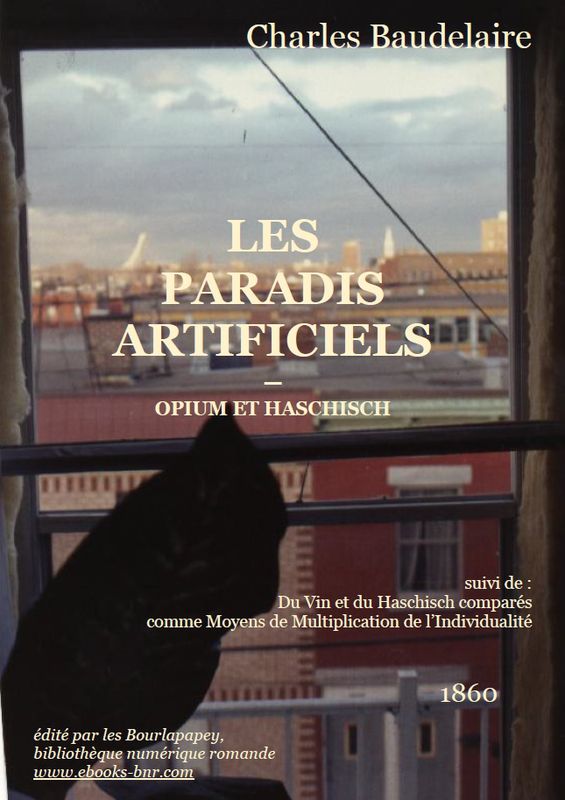 Charles Baudelaire
LES
PARADIS
ARTIFICIELS
–
OPIUM ET HASCHISCH
suivi de :
Du Vin et du Haschisch comparés
comme Moyens de Multiplication de l’Individualité
1860
édité par les Bourlapapey,
bibliothèque numérique romande
www.ebooks-bnr.com